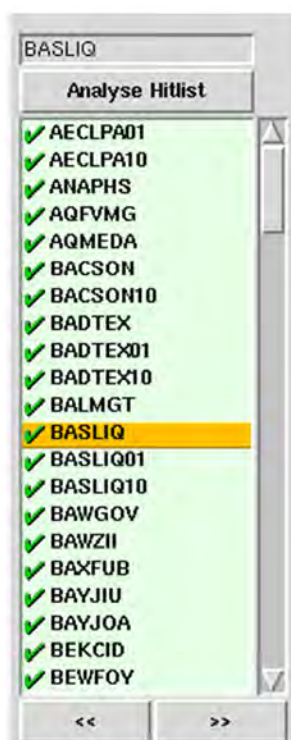 BASLIQ
Analyse Hitlist
AECLPA01
AECLPA10
ANAPHS
AQFVMG
AQMEDA
BACSON
BACSON10
BADTEX
BADTEX01
BADTEX10
BALMGT
BASLIQ
BASLIQ01
BASLIQ10
BAWGOV
BAWZII
BAXFUB
BAYJIU
BAYJOA
BEKCID
BEWFOY
<< >>